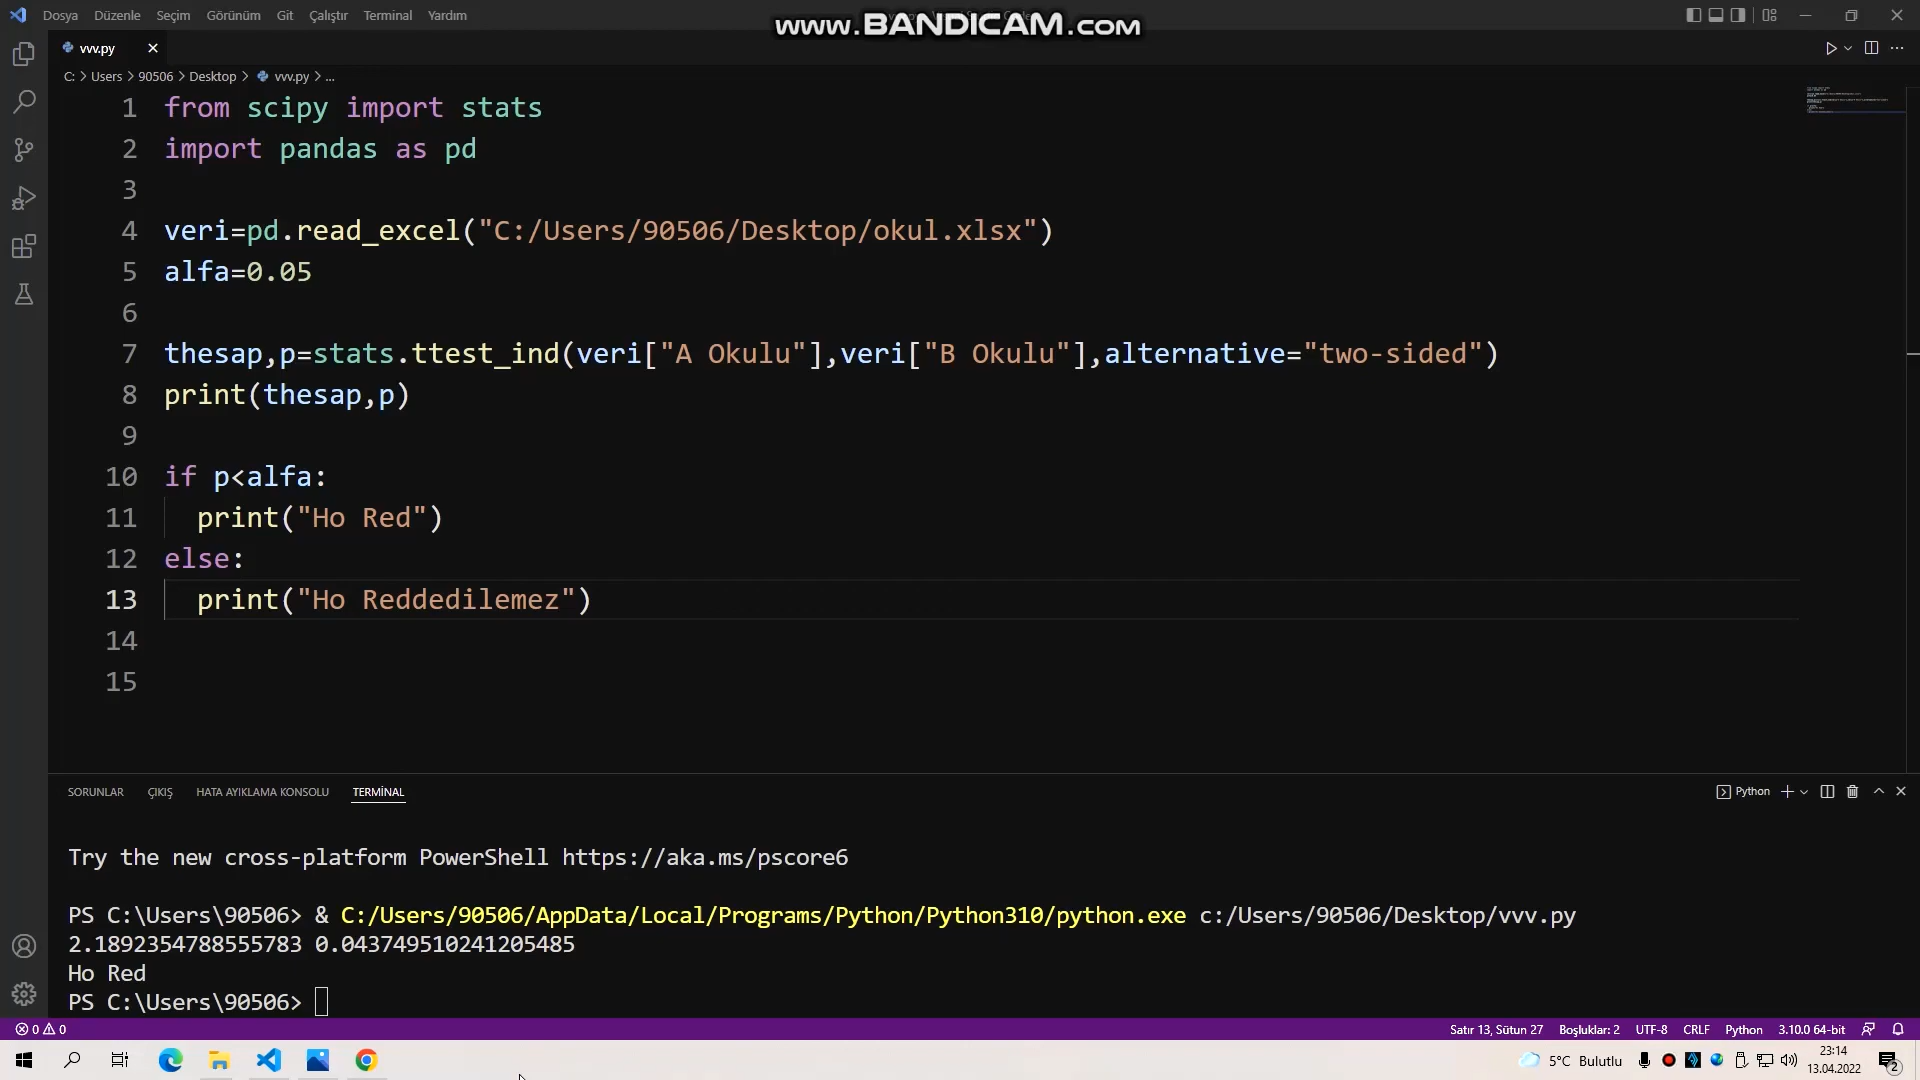 Dosya Düzenle Seçim Görünüm Git Çalıştır Terminal Yardım
www.BANDICAM.com
vvv.py
C: > Users > 90506 > Desktop > vvv.py > ...
1 from scipy import stats
2 import pandas as pd
3
4 veri=pd.read_excel("C:/Users/90506/Desktop/okul.xlsx")
5 alfa=0.05
6
7 thesap,p=stats.ttest_ind(veri["A Okulu"],veri["B Okulu"],alternative="two-sided")
8 print(thesap,p)
9
10 if p<alfa:
11 print("Ho Red")
12 else:
13 print("Ho Reddedilemez")
14
15
SORUNLAR ÇIKIŞ HATA AYIKLAMA KONSOLU TERMİNAL
Python
Try the new cross-platform PowerShell https://aka.ms/pscore6
PS C:\Users\90506> & C:/Users/90506/AppData/Local/Programs/Python/Python310/python.exe c:/Users/90506/Desktop/vvv.py
2.1892354788555783 0.043749510241205485
Ho Red
PS C:\Users\90506>
0 0 Satır 13, Sütun 27 Boşluklar: 2 UTF-8 CRLF Python 3.10.0 64-bit
5°C Bulutlu 23:14
13.04.2022 2